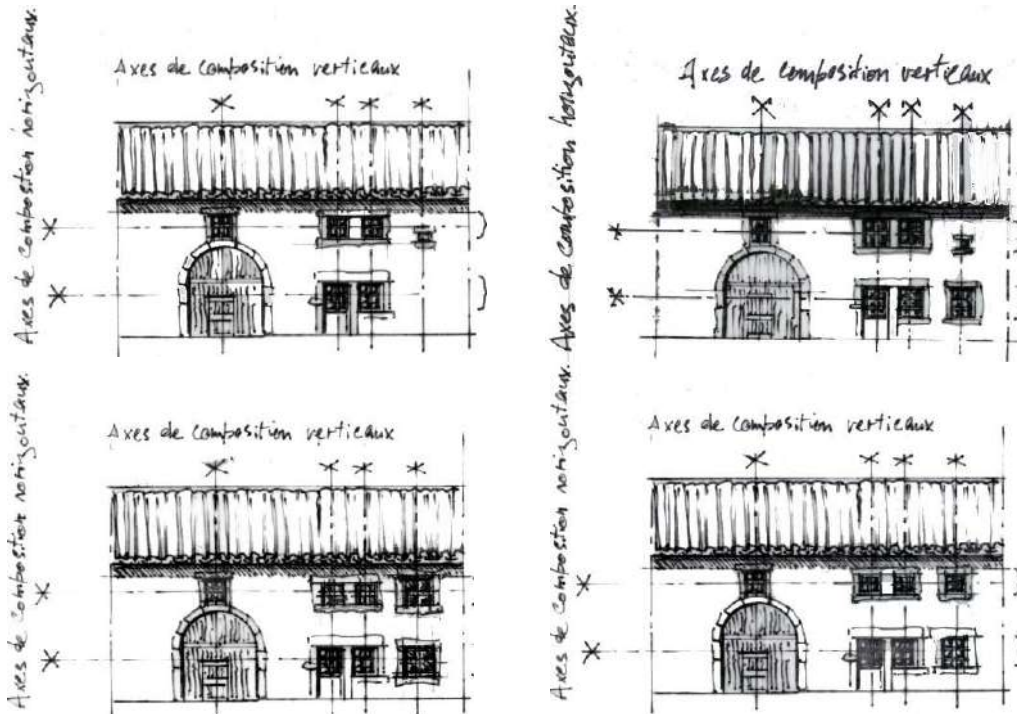 Axes de composition verticaux
Axes de composition horizontaux.
Axes de composition verticaux
Axes de composition horizontaux.
Axes de composition verticaux
Axes de composition horizontaux.
Axes de composition verticaux
Axes de composition horizontaux.